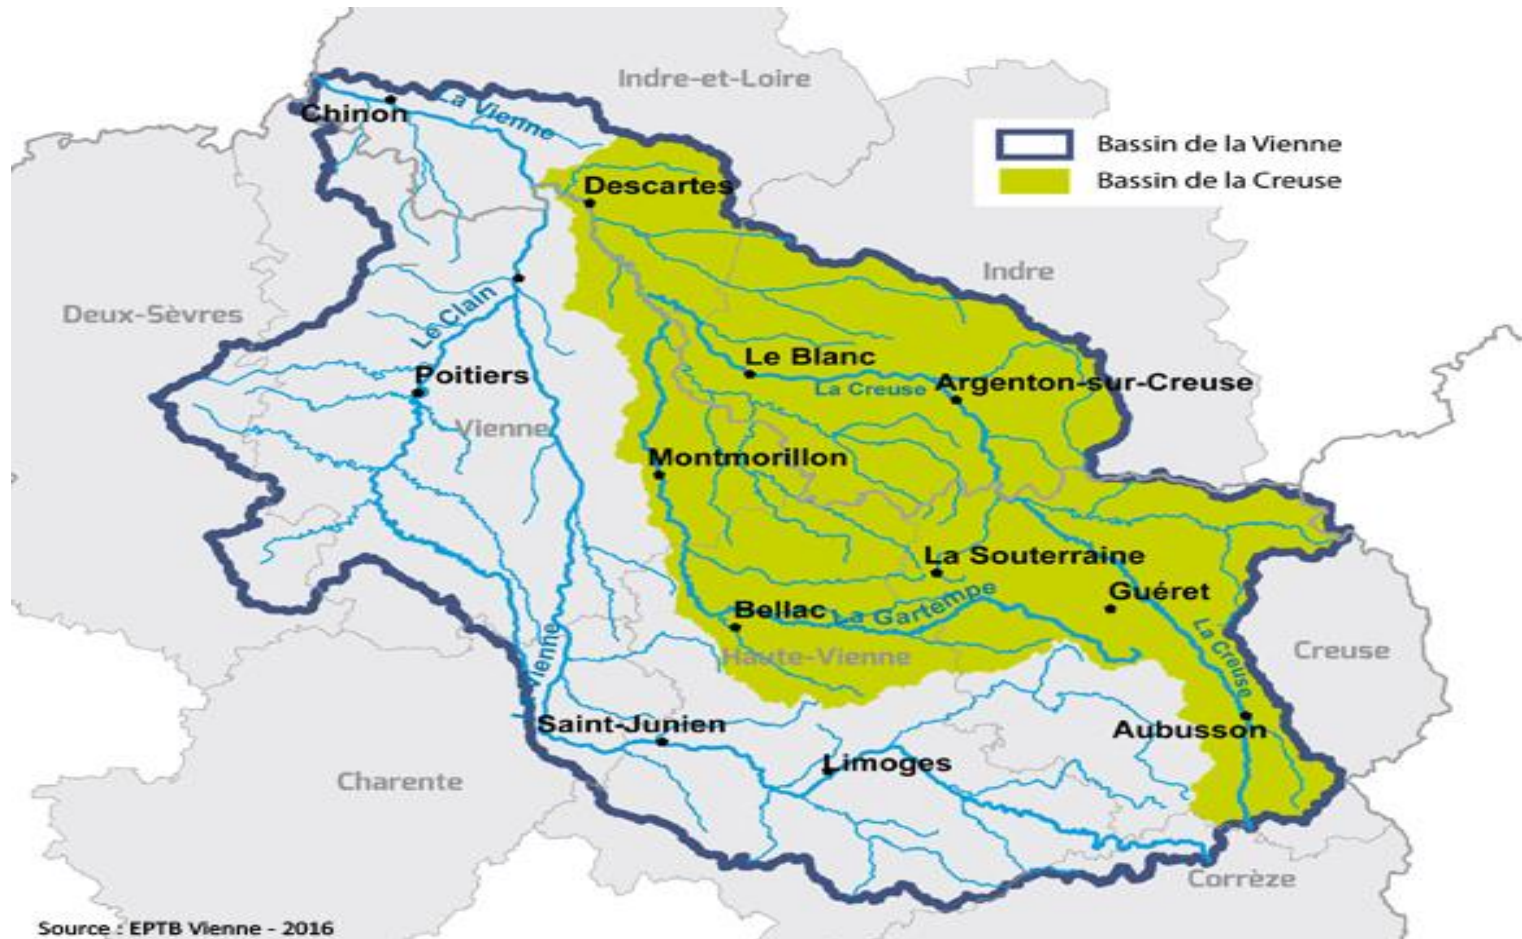 Indre-et-Loire
Chinon
La Vienne
Bassin de la Vienne
Bassin de la Creuse
Descartes
Indre
Deux-Sèvres
Le Clain
Le Blanc
Poitiers
La Creuse
Argenton-sur-Creuse
Vienne
Montmorillon
La Souterraine
Guéret
Bellac
La Gartempe
La Creuse
Haute-Vienne
Creuse
La Vienne
Saint-Junien
Aubusson
Limoges
Charente
Corrèze
Source : EPTB Vienne - 2016